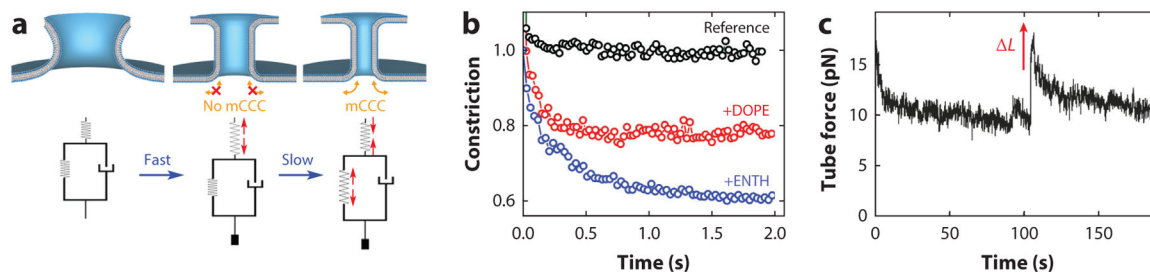 a
No mCCC
mCCC
Fast
Slow
b
Constriction
1.0
0.8
0.6
Reference
+DOPE
+ENTH
0.0
0.5
1.0
1.5
2.0
Time (s)
c
Tube force (pN)
15
10
5
0
ΔL
0
50
100
150
Time (s)